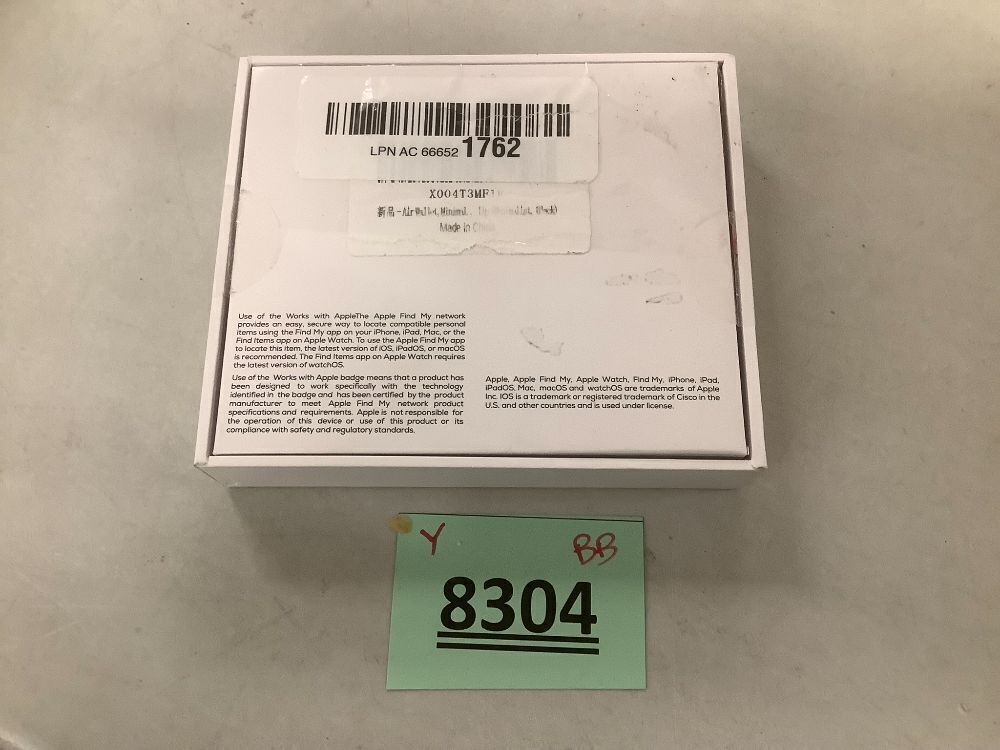 LPN AC 66652 1762
X004T3MF
新品 - Air
Made in
Use of the Works with AppleThe Apple Find My network
provides an easy, secure way to locate compatible personal
items using the Find My app on your iPhone, iPad, Mac, or the
Find Items app on Apple Watch. To use the Apple Find My app
to locate this item, the latest version of iOS, iPadOS, or macOS
is recommended. The Find Items app on Apple Watch requires
the latest version of watchOS.
Use of the Works with Apple badge means that a product has
been designed to work specifically with the technology
identified in the badge and has been certified by the product
manufacturer to meet Apple Find My network product
specifications and requirements. Apple is not responsible for
the operation of this device or use of this product or its
compliance with safety and regulatory standards.
Apple, Apple Find My, Apple Watch, Find My, iPhone, iPad,
iPadOS, Mac, macOS and watchOS are trademarks of Apple
Inc. IOS is a trademark or registered trademark of Cisco in the
U.S. and other countries and is used under license.
Y BB
8304